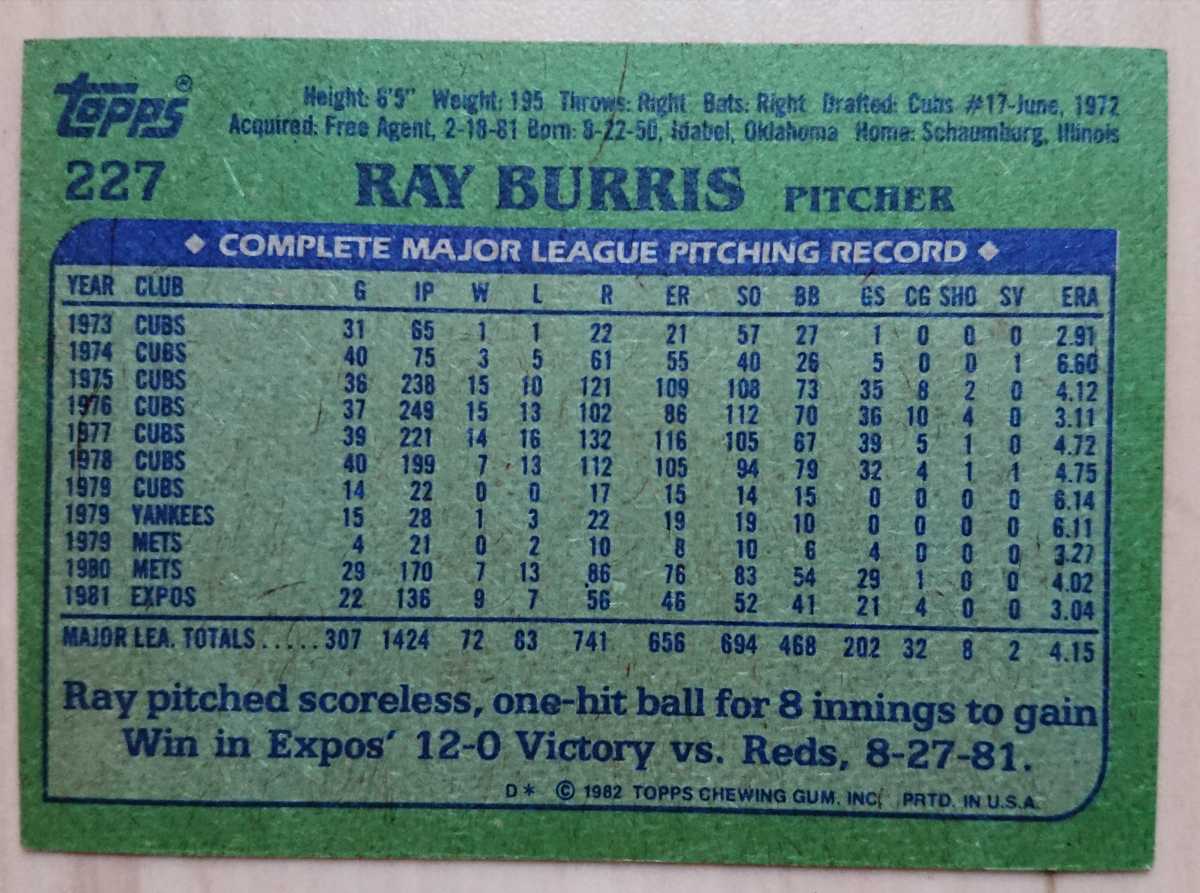 Topps®
Height: 6'5" Weight: 195 Throws: Right Bats: Right Drafted: Cubs #17-June, 1972
Acquired: Free Agent, 2-18-81 Born: 8-22-50, Idabel, Oklahoma Home: Schaumburg, Illinois
227 RAY BURRIS PITCHER
◆ COMPLETE MAJOR LEAGUE PITCHING RECORD ◆
YEAR CLUB G IP W L R ER SO BB GS CG SHO SV ERA
1973 CUBS 31 65 1 1 22 21 57 27 1 0 0 0 2.91
1974 CUBS 40 75 3 5 61 55 40 26 5 0 0 1 6.60
1975 CUBS 36 238 15 10 121 109 108 73 35 8 2 0 4.12
1976 CUBS 37 249 15 13 102 86 112 70 36 10 4 0 3.11
1977 CUBS 39 221 14 16 132 116 105 67 39 5 1 0 4.72
1978 CUBS 40 199 7 13 112 105 94 79 32 4 1 1 4.75
1979 CUBS 14 22 0 0 17 15 14 15 0 0 0 0 6.14
1979 YANKEES 15 28 1 3 22 19 19 10 0 0 0 0 6.11
1979 METS 4 21 0 2 10 8 10 6 4 0 0 0 3.27
1980 METS 29 170 7 13 86 76 83 54 29 1 0 0 4.02
1981 EXPOS 22 136 9 7 56 46 52 41 21 4 0 0 3.04
MAJOR LEA. TOTALS ..... 307 1424 72 83 741 656 694 468 202 32 8 2 4.15
Ray pitched scoreless, one-hit ball for 8 innings to gain
Win in Expos' 12-0 Victory vs. Reds, 8-27-81.
D* © 1982 TOPPS CHEWING GUM, INC. PRTD. IN U.S.A.